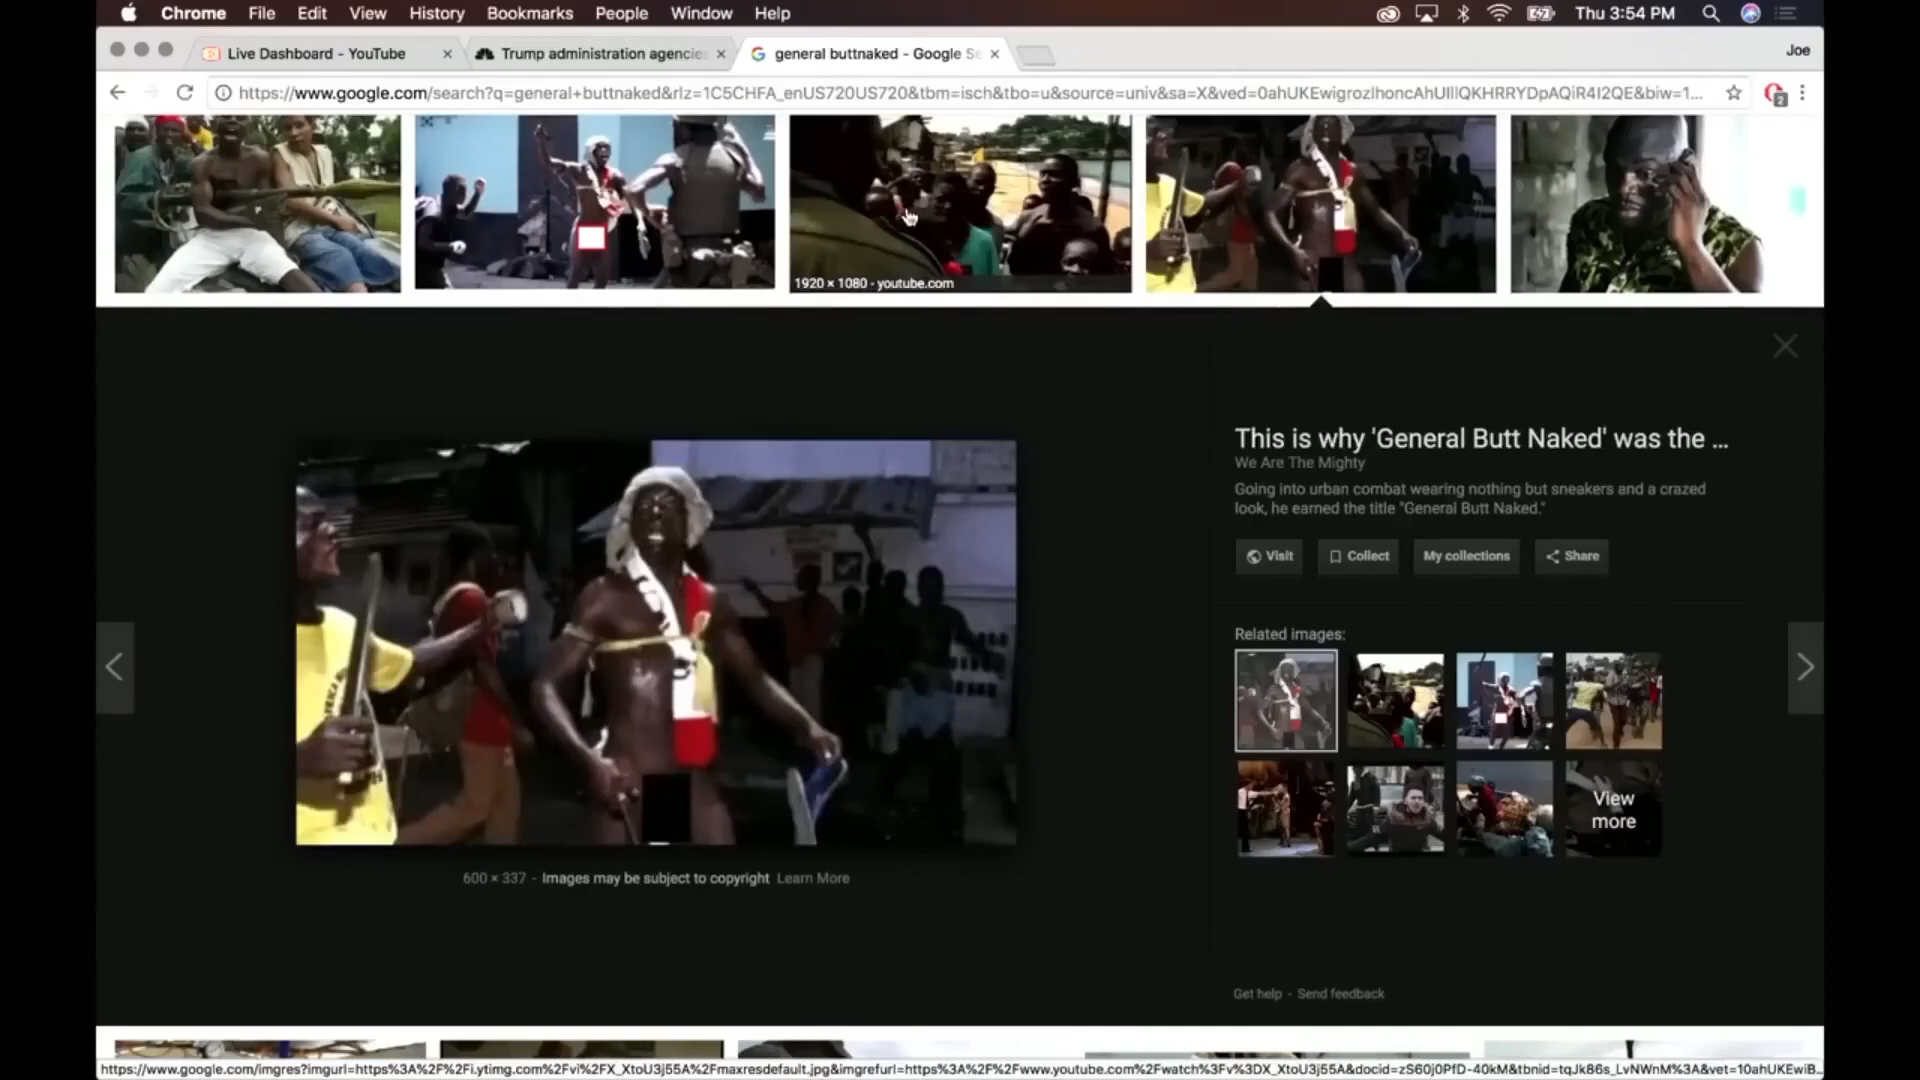 Chrome File Edit View History Bookmarks People Window Help Thu 3:54 PM
Live Dashboard - YouTube Trump administration agencies general buttnaked - Google Se Joe
https://www.google.com/search?q=general+buttnaked&rlz=1C5CHFA_enUS720US720&tbm=isch&tbo=u&source=univ&sa=X&ved=0ahUKEwigrozlhoncAhUIllQKHRRYDpAQiR4I2QE&biw=1... 2
1920 × 1080 - youtube.com
This is why 'General Butt Naked' was the ...
We Are The Mighty
Going into urban combat wearing nothing but sneakers and a crazed
look, he earned the title "General Butt Naked."
Visit Collect My collections Share
Related images:
View
more
600 × 337 - Images may be subject to copyright Learn More
Get help - Send feedback
https://www.google.com/imgres?imgurl=https%3A%2F%2Fi.ytimg.com%2Fvi%2FX_XtoU3j55A%2Fmaxresdefault.jpg&imgrefurl=https%3A%2F%2Fwww.youtube.com%2Fwatch%3Fv%3DX_XtoU3j55A&docid=zS60j0PfD-40kM&tbnid=tqJk86s_LvNWnM%3A&vet=10ahUKEwiB...